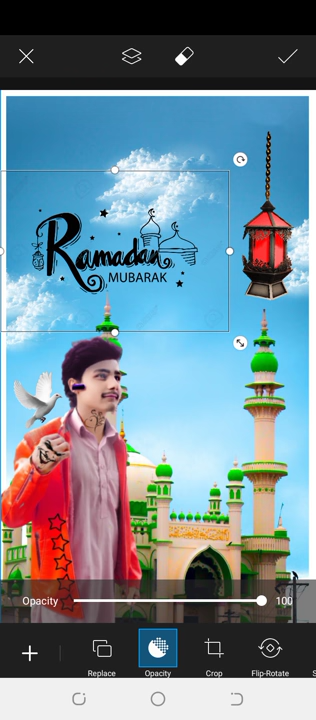 Ramadan
MUBARAK
Opacity
100
Replace
Opacity
Crop
Flip-Rotate
S